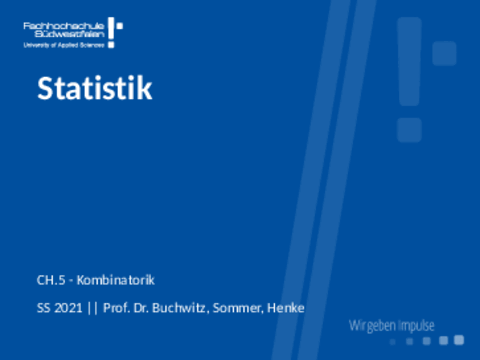 Fachhochschule
Südwestfalen
University of Applied Sciences
Statistik
CH.5 - Kombinatorik
SS 2021 || Prof. Dr. Buchwitz, Sommer, Henke
Wir geben Impulse